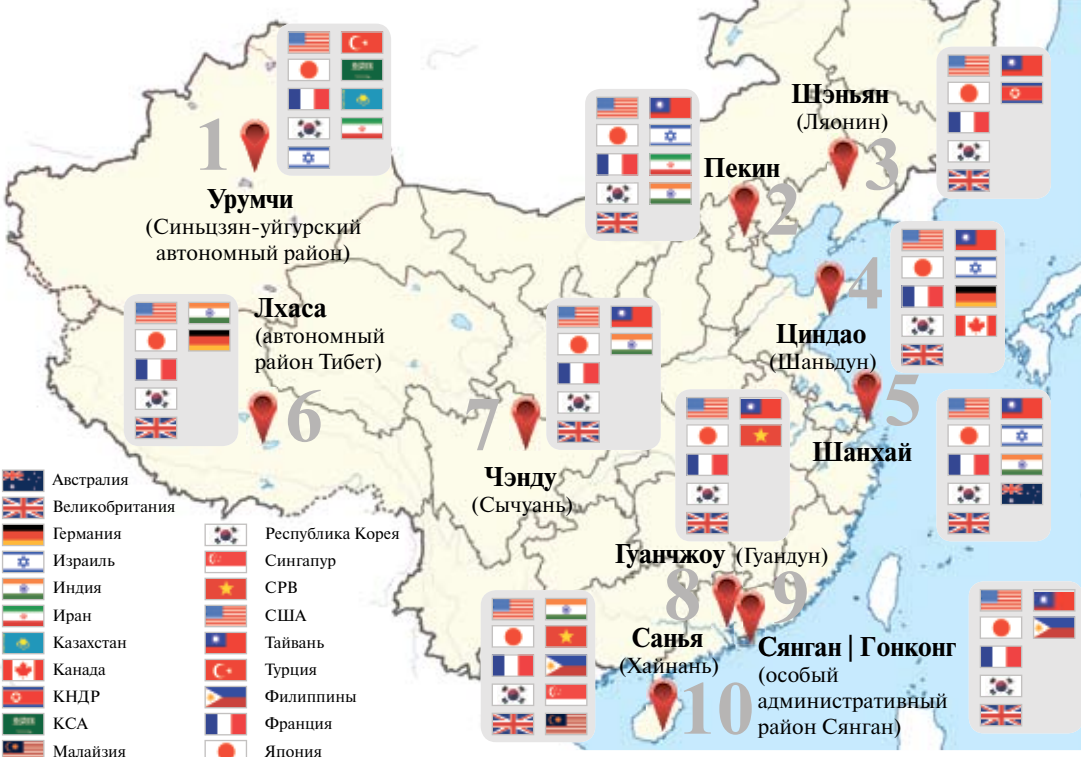 1
Урумчи
(Синьцзян-уйгурский
автономный район)
2
Пекин
3
Шэньян
(Ляонин)
4
Циндао
(Шаньдун)
5
Шанхай
6
Лхаса
(автономный
район Тибет)
7
Чэнду
(Сычуань)
8
Гуанчжоу (Гуандун)
9
Сянган | Гонконг
(особый
административный
район Сянган)
10
Санья
(Хайнань)
Австралия
Великобритания
Германия
Израиль
Индия
Иран
Казахстан
Канада
КНДР
КСА
Малайзия
Республика Корея
Сингапур
СРВ
США
Тайвань
Турция
Филиппины
Франция
Япония